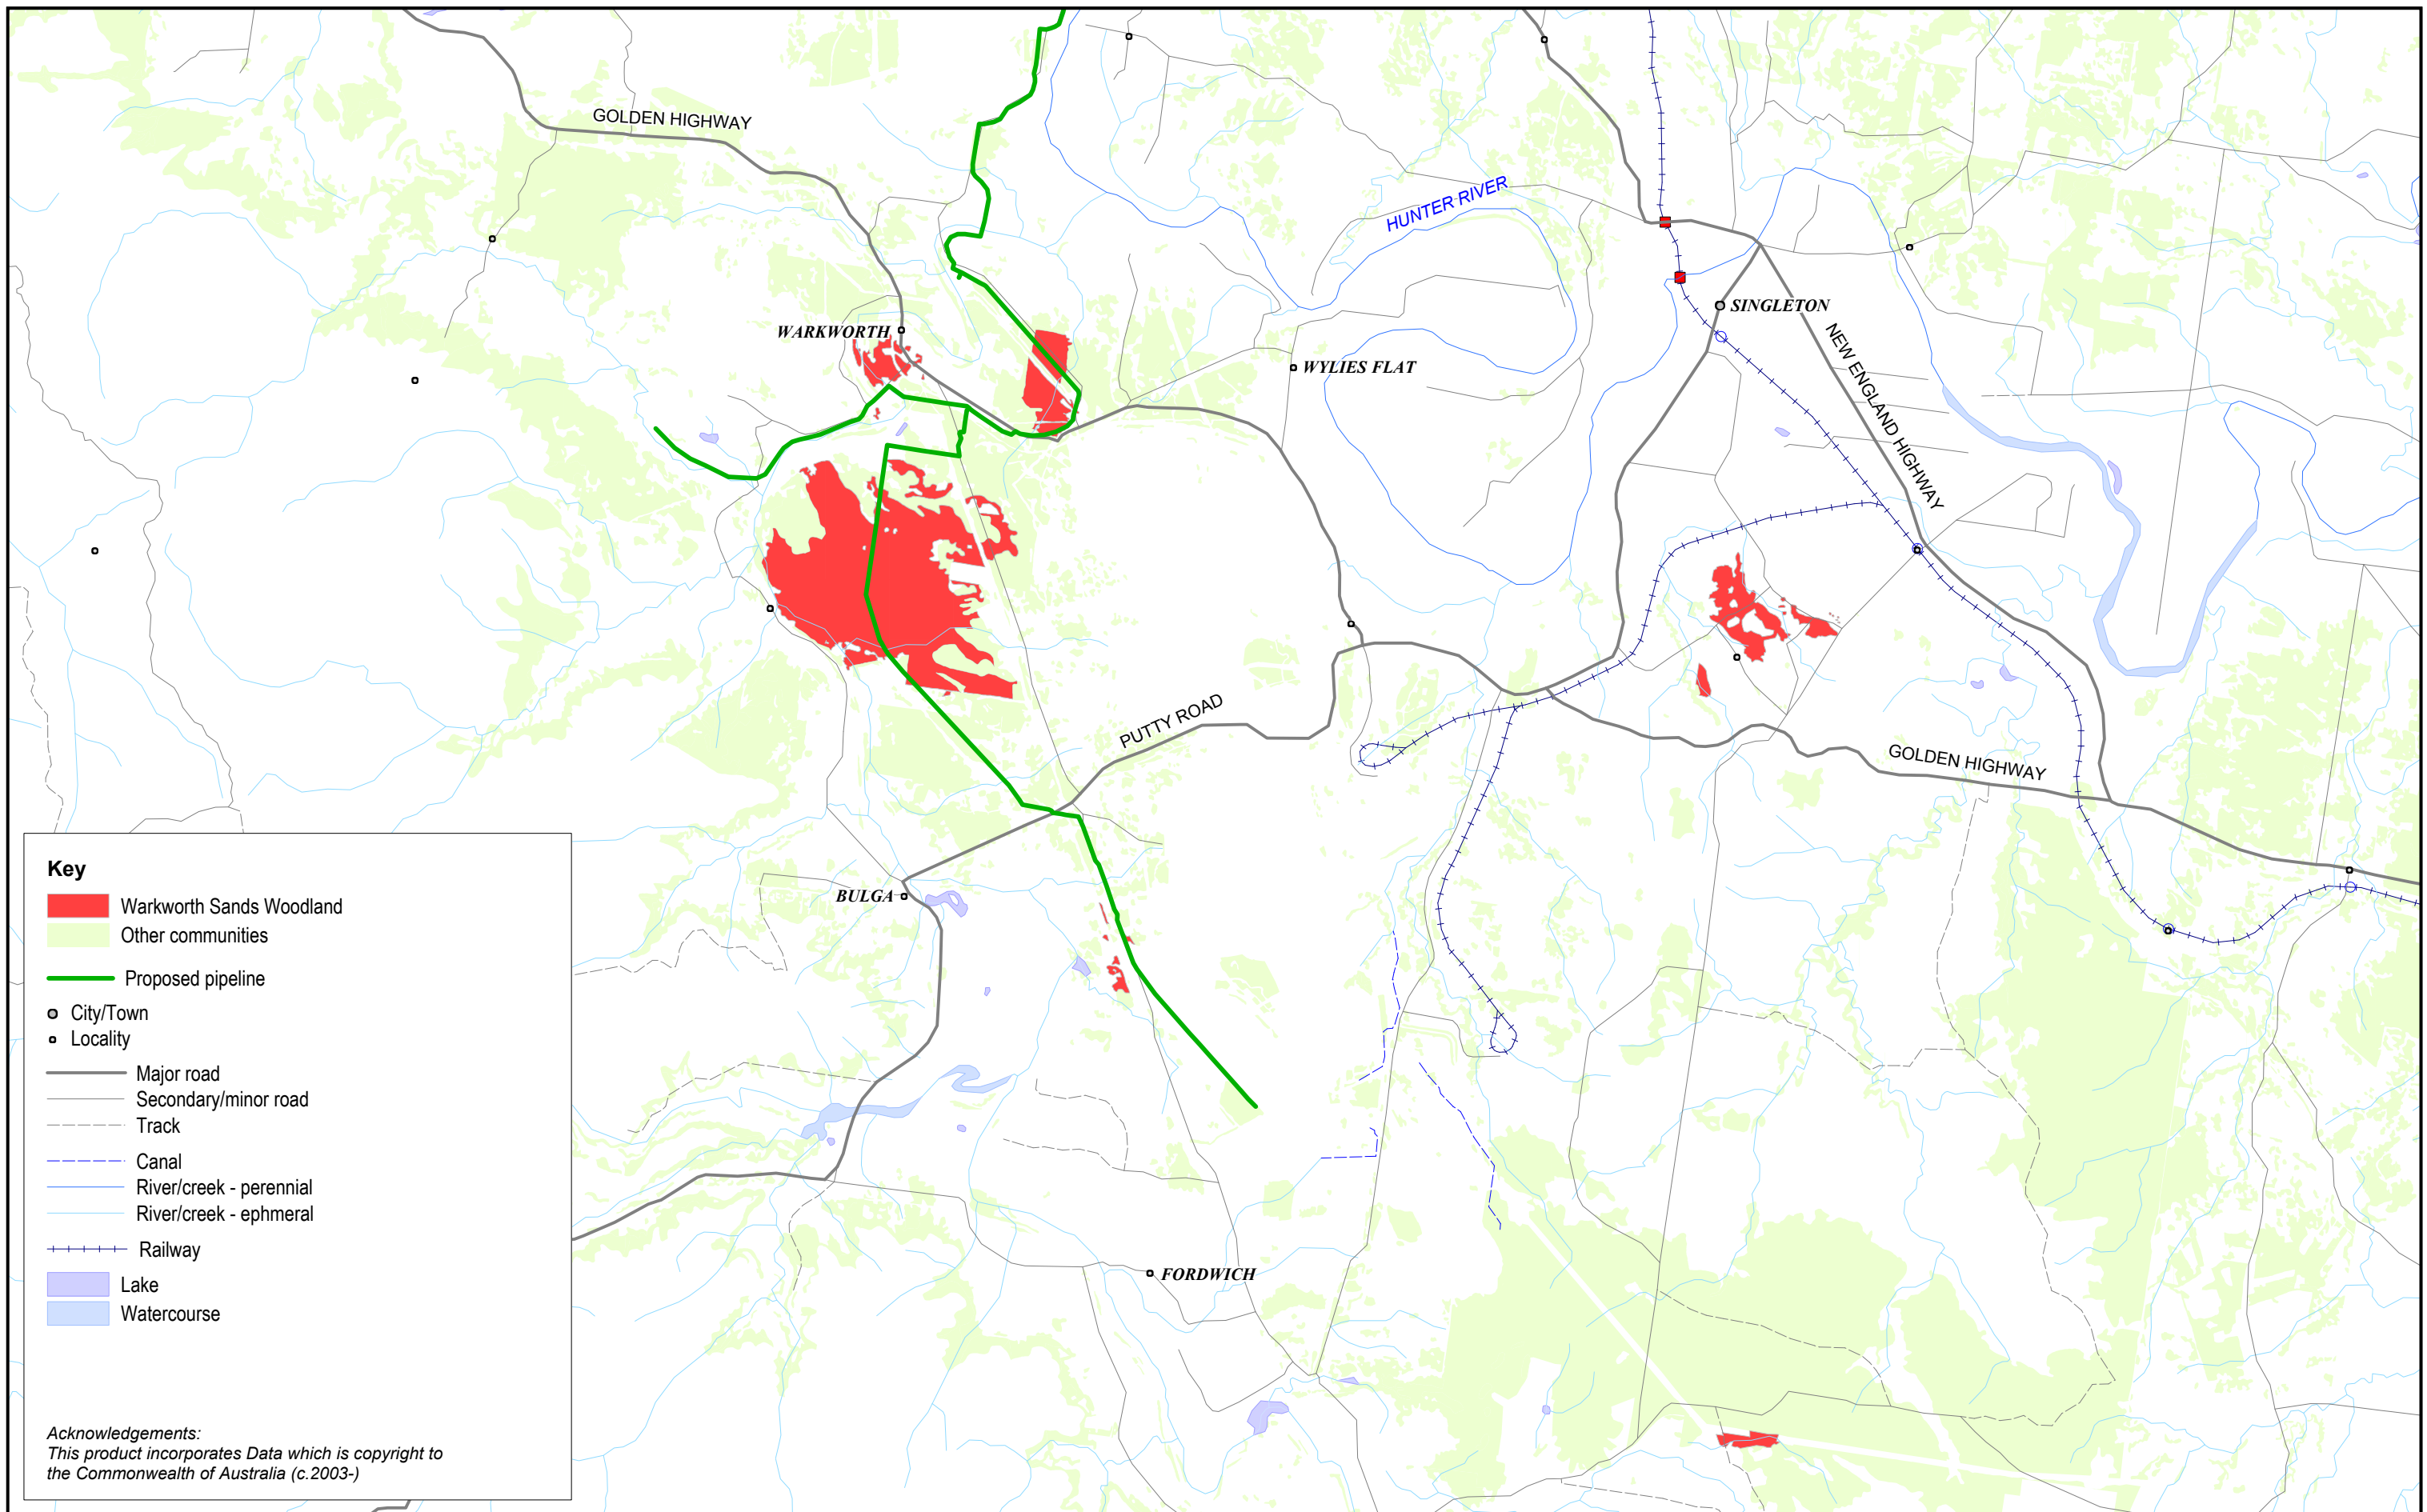 GOLDEN HIGHWAY
HUNTER RIVER
WARKWORTH
SINGLETON
WYLIES FLAT
NEW ENGLAND HIGHWAY
PUTTY ROAD
GOLDEN HIGHWAY
BULGA
FORDWICH
Key
Warkworth Sands Woodland
Other communities
Proposed pipeline
City/Town
Locality
Major road
Secondary/minor road
Track
Canal
River/creek - perennial
River/creek - ephmeral
Railway
Lake
Watercourse
Acknowledgements:
This product incorporates Data which is copyright to
the Commonwealth of Australia (c.2003-)